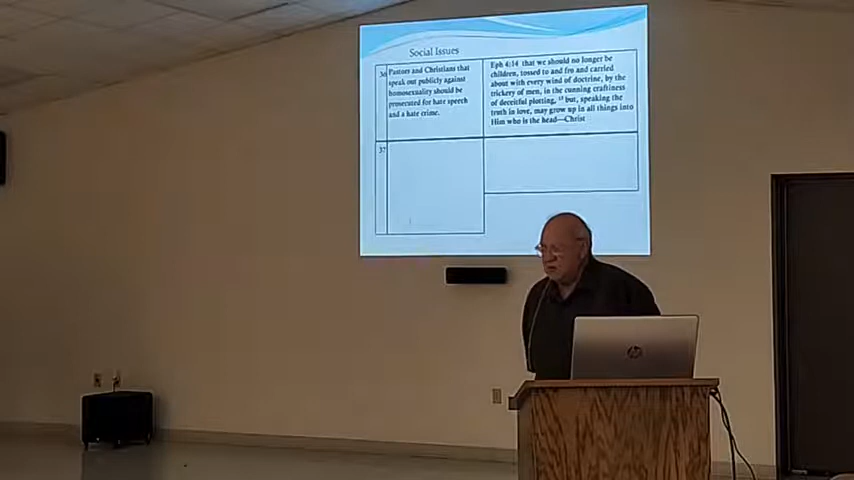 Social Issues
36 Pastors and Christians that
speak out publicly against
homosexuality should be
prosecuted for hate speech
and a hate crime.
Eph 4:14 that we should no longer be
children, tossed to and fro and carried
about with every wind of doctrine, by the
trickery of men, in the cunning craftiness
of deceitful plotting, 15 but, speaking the
truth in love, may grow up in all things into
Him who is the head—Christ
37
hp